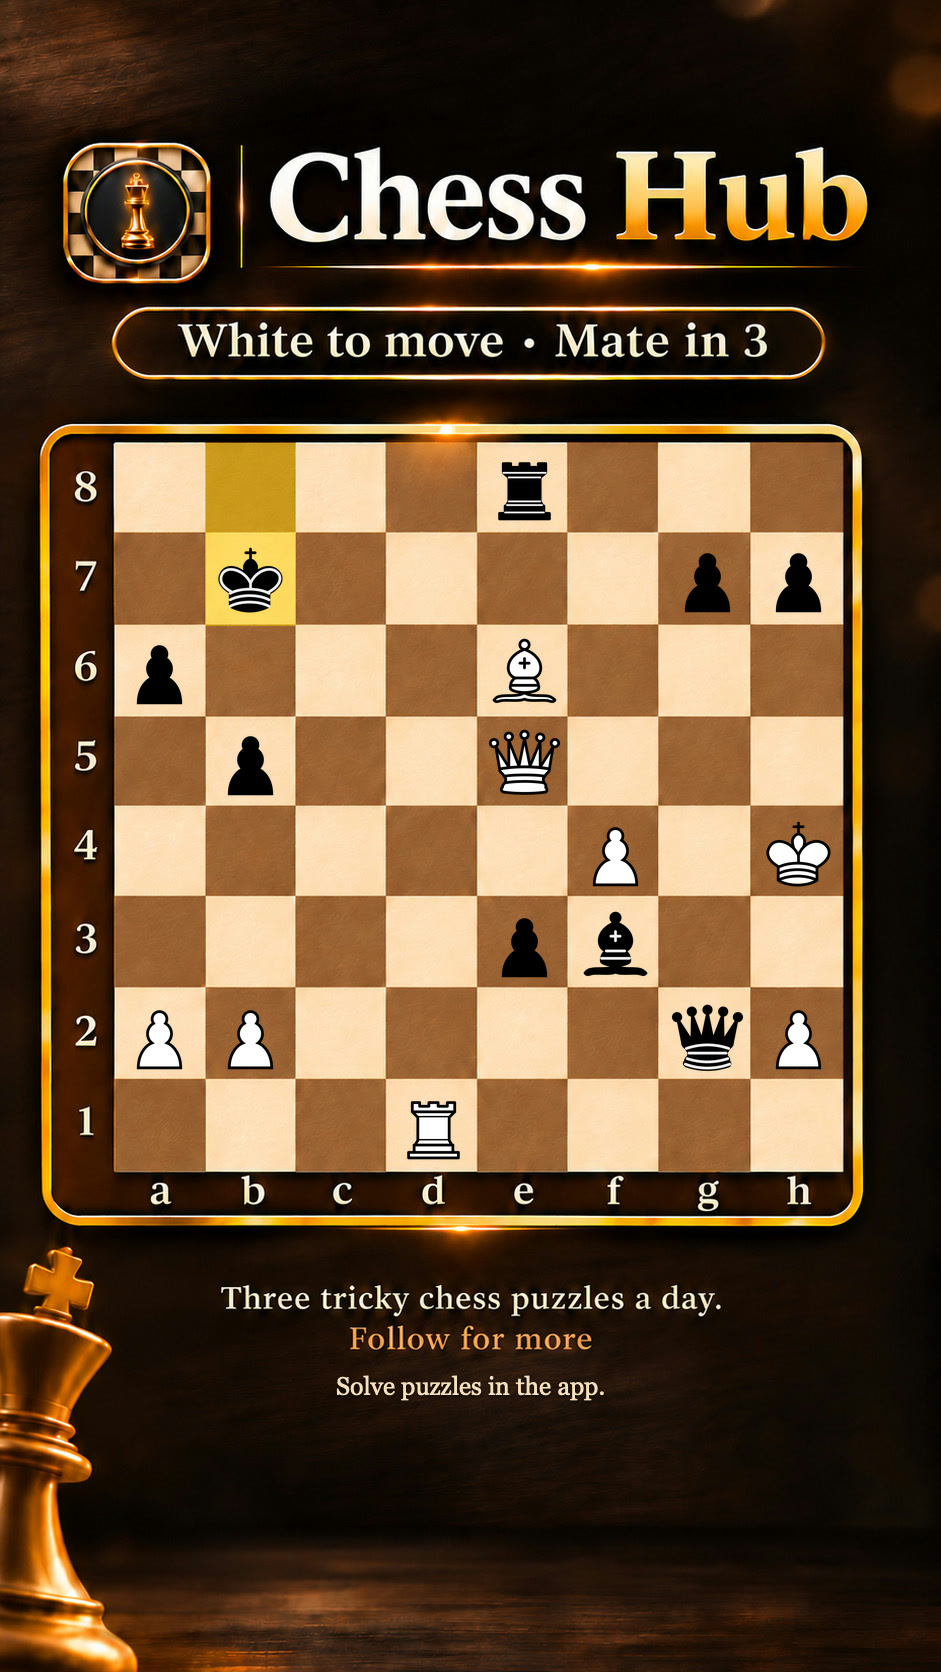 Chess Hub
White to move • Mate in 3
8
7
6
5
4
3
2
1
a b c d e f g h
Three tricky chess puzzles a day.
Follow for more
Solve puzzles in the app.